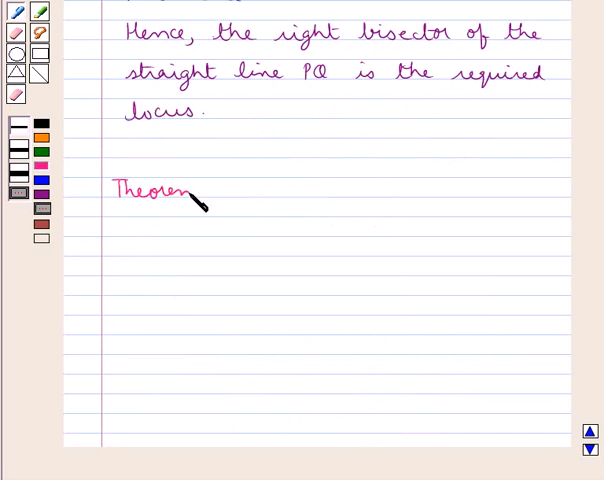 Hence, the right bisector of the
straight line PQ is the required
locus.
Theorem